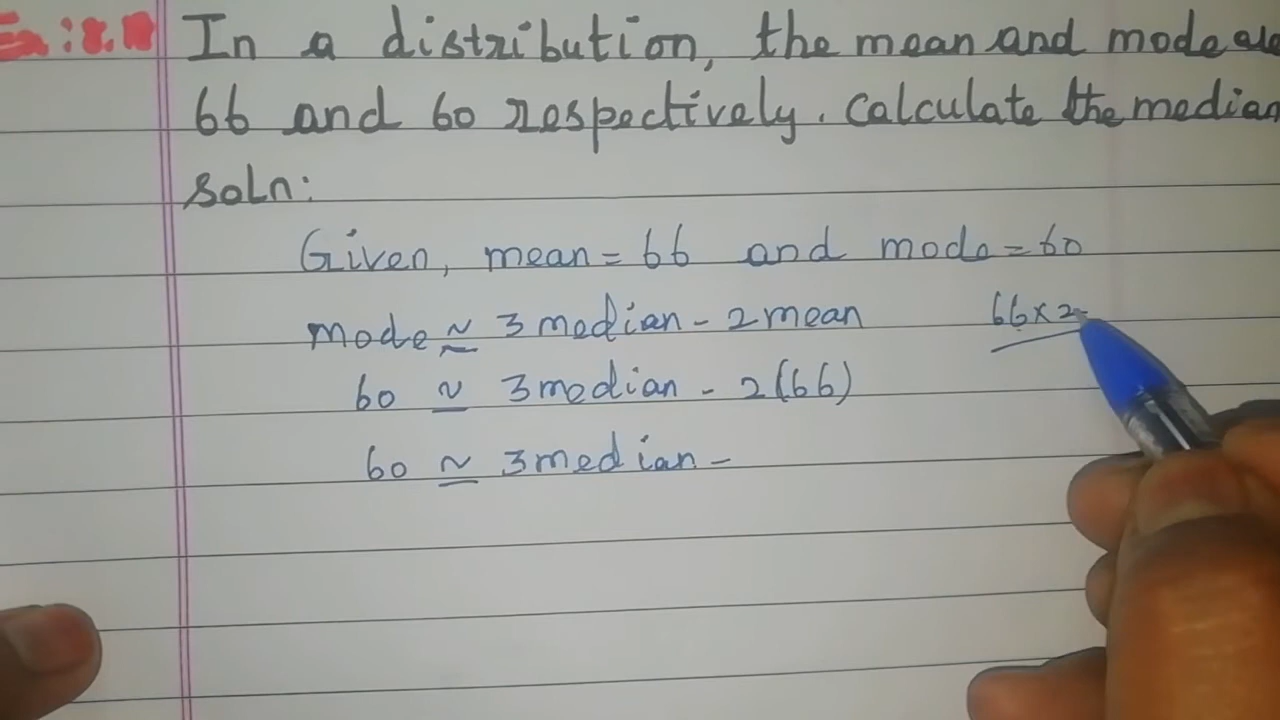 In a distribution, the mean and mode are
66 and 60 respectively. Calculate the median
soln:
Given, mean = 66 and mode = 60
mode ≈ 3 median - 2 mean 66 x 2
60 ≈ 3 median - 2(66)
60 ≈ 3 median -